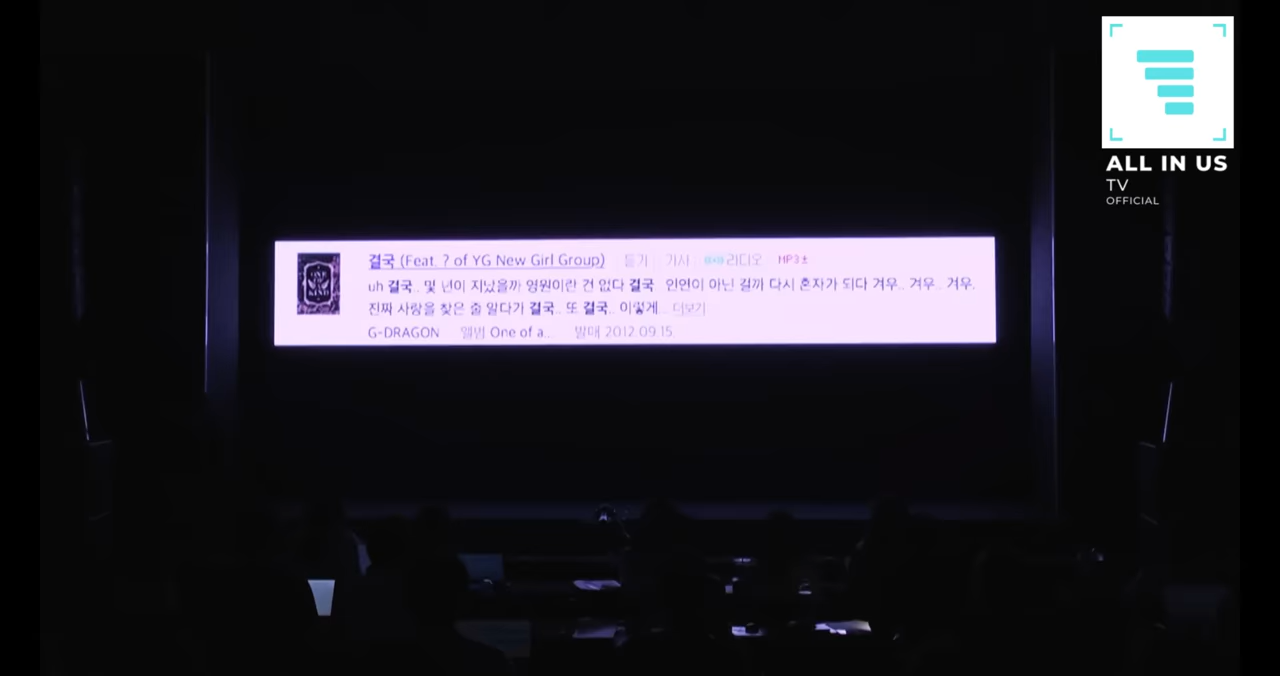 결국 (Feat. ? of YG New Girl Group) 듣기 가사 라디오 MP3
uh 결국.. 몇 년이 지났을까 영원이란 건 없다 결국 인연이 아닌 걸까 다시 혼자가 되다 겨우.. 겨우.. 겨우.
진짜 사랑을 찾은 줄 알다가 결국.. 또 결국.. 이렇게... 더보기
G-DRAGON 앨범 One of a... 발매 2012.09.15
ONE
OF A
KIND
ALL IN US
TV
OFFICIAL